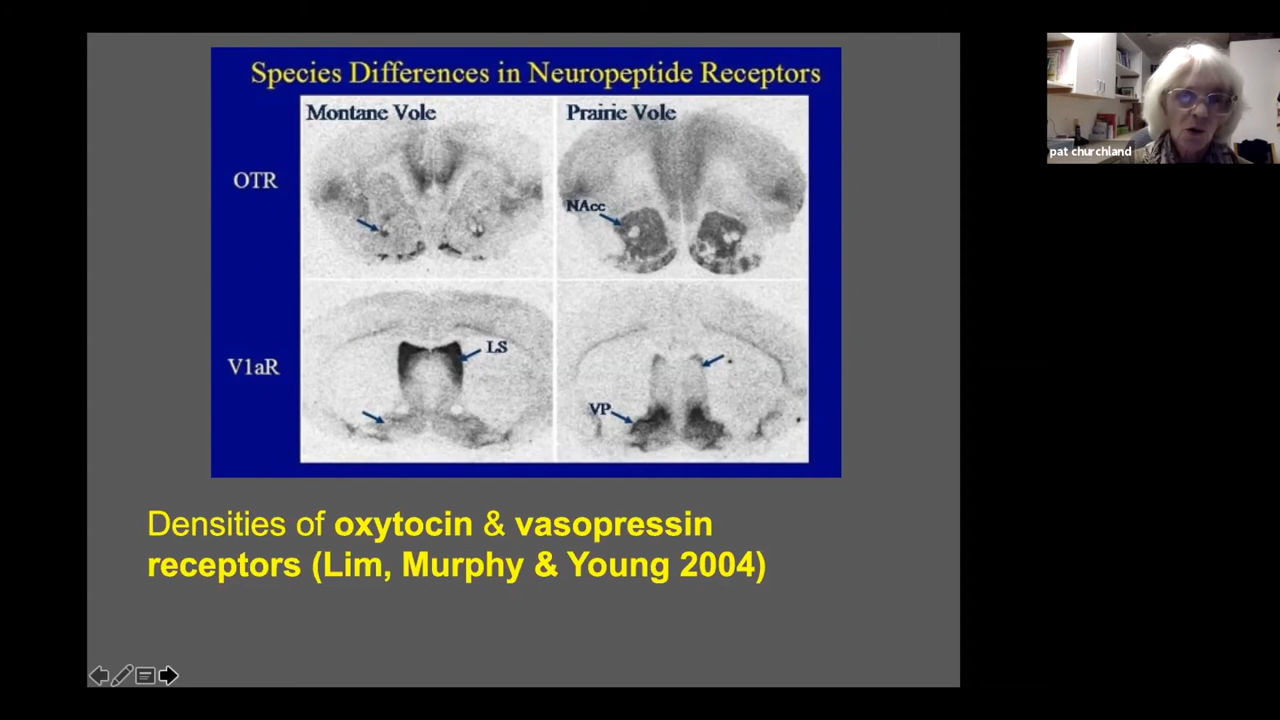 Species Differences in Neuropeptide Receptors
Montane Vole
Prairie Vole
OTR
NAcc
LS
V1aR
VP
Densities of oxytocin & vasopressin
receptors (Lim, Murphy & Young 2004)
pat churchland